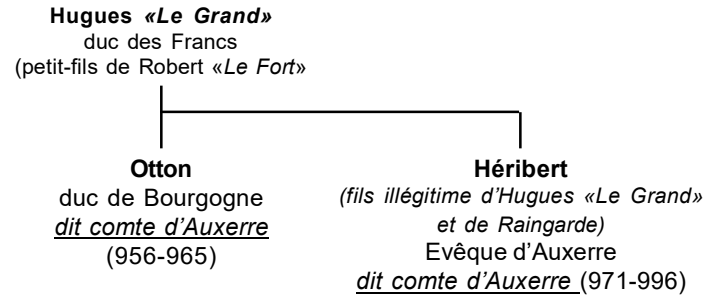 Hugues «Le Grand»
duc des Francs
(petit-fils de Robert «Le Fort»
Otton
duc de Bourgogne
dit comte d'Auxerre
(956-965)
Héribert
(fils illégitime d'Hugues «Le Grand»
et de Raingarde)
Evêque d'Auxerre
dit comte d'Auxerre (971-996)